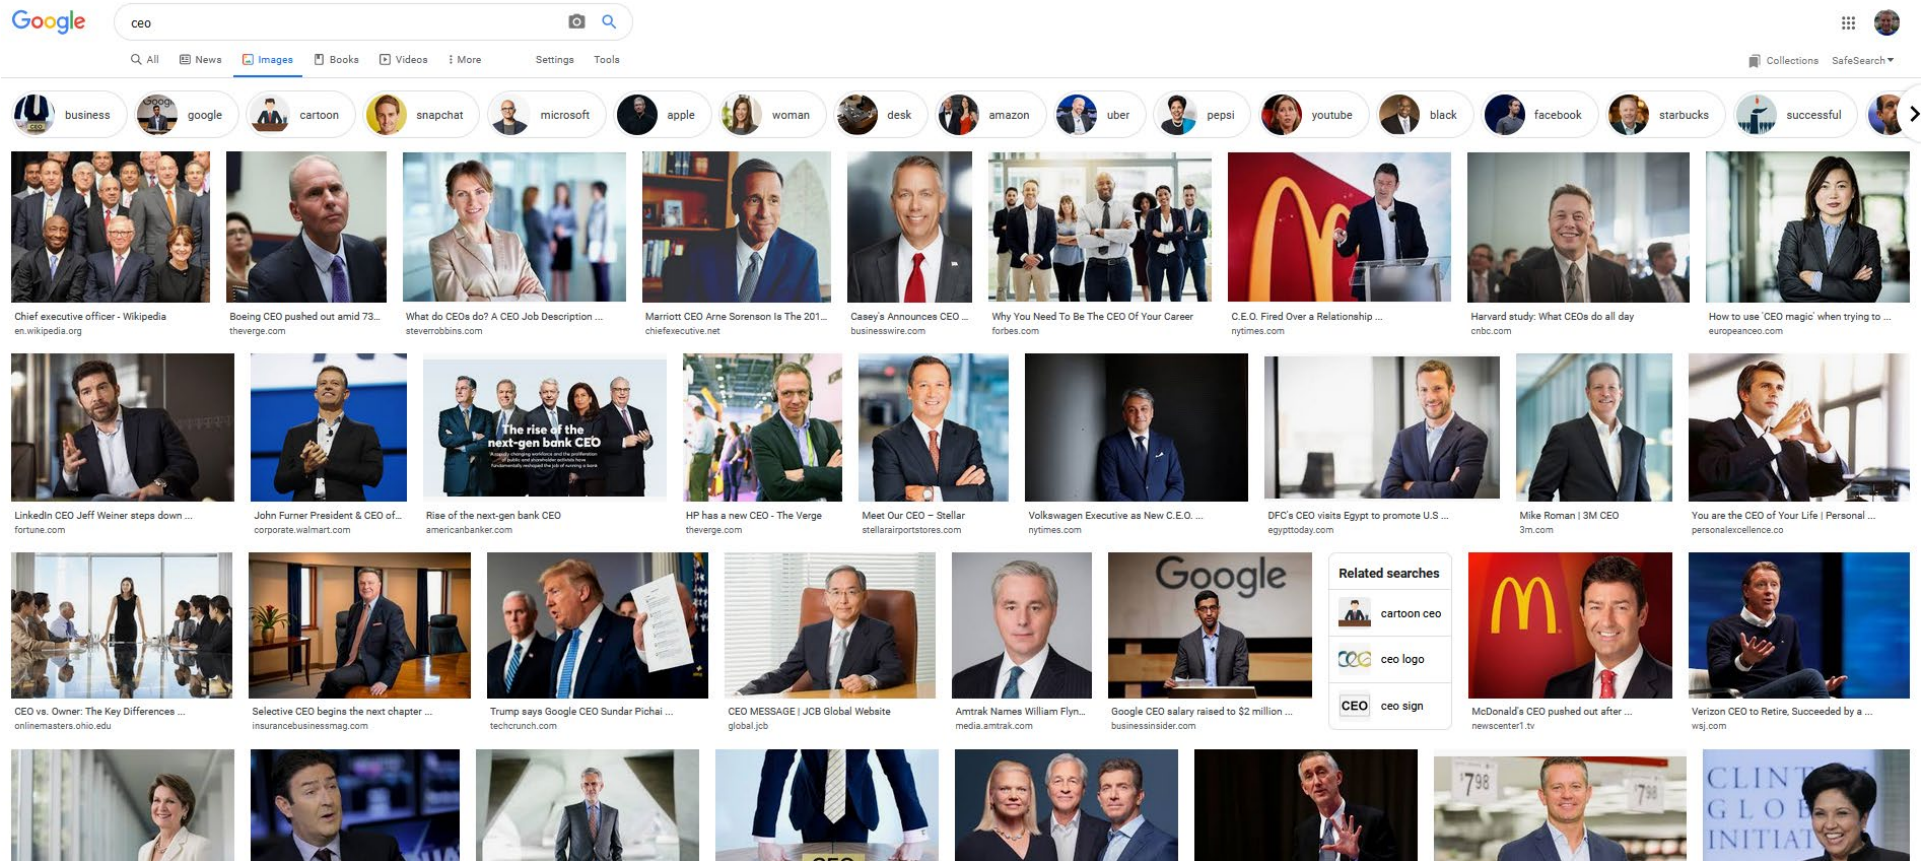 Google
ceo
All News Images Books Videos More Settings Tools
Collections SafeSearch
business google cartoon snapchat microsoft apple woman desk amazon uber pepsi youtube black facebook starbucks successful
Chief executive officer - Wikipedia
en.wikipedia.org
Boeing CEO pushed out amid 73...
theverge.com
What do CEOs do? A CEO Job Description ...
steverrobbins.com
Marriott CEO Arne Sorenson Is The 201...
chiefexecutive.net
Casey's Announces CEO ...
businesswire.com
Why You Need To Be The CEO Of Your Career
forbes.com
C.E.O. Fired Over a Relationship ...
nytimes.com
Harvard study: What CEOs do all day
cnbc.com
How to use 'CEO magic' when trying to ...
europeanceo.com
The rise of the
next-gen bank CEO
LinkedIn CEO Jeff Weiner steps down ...
fortune.com
John Furner President & CEO of...
corporate.walmart.com
Rise of the next-gen bank CEO
americanbanker.com
HP has a new CEO - The Verge
theverge.com
Meet Our CEO – Stellar
stellarairportstores.com
Volkswagen Executive as New C.E.O. ...
nytimes.com
DFC's CEO visits Egypt to promote U.S ...
egypttoday.com
Mike Roman | 3M CEO
3m.com
You are the CEO of Your Life | Personal ...
personalexcellence.co
Google
Related searches
cartoon ceo
ceo logo
CEO ceo sign
CEO vs. Owner: The Key Differences ...
onlinemasters.ohio.edu
Selective CEO begins the next chapter ...
insurancebusinessmag.com
Trump says Google CEO Sundar Pichai ...
techcrunch.com
CEO MESSAGE | JCB Global Website
global.jcb
Amtrak Names William Flyn...
media.amtrak.com
Google CEO salary raised to $2 million ...
businessinsider.com
McDonald's CEO pushed out after ...
newscenter1.tv
Verizon CEO to Retire, Succeeded by a ...
wsj.com
CEO
$798
798
CLINT
GLOB
INITIAT